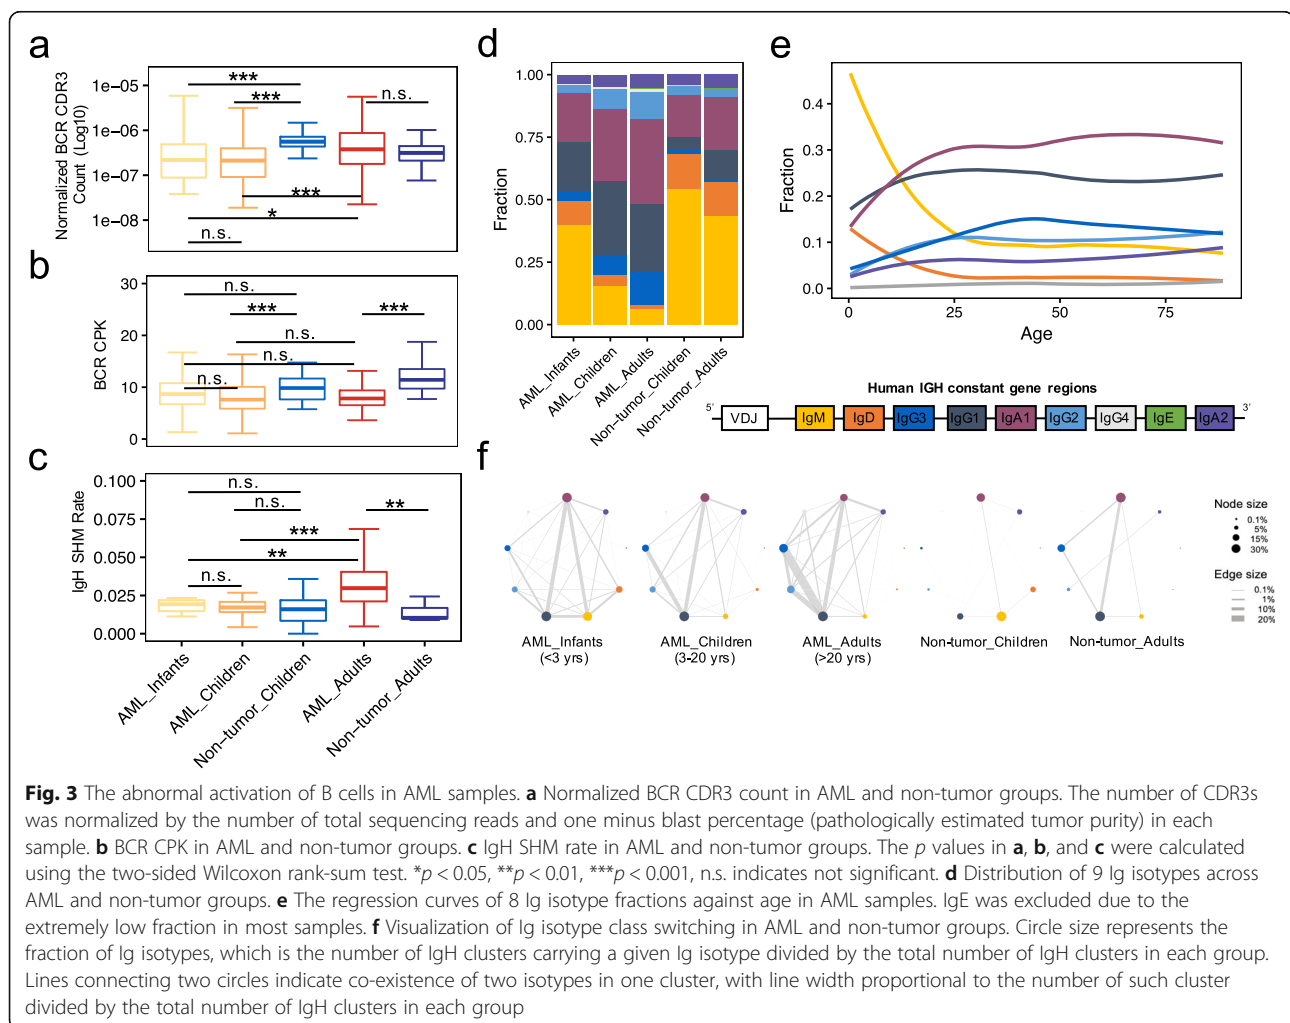 a
Normalized BCR CDR3
Count (Log10)
1e−05
1e−06
1e−07
1e−08
***
***
n.s.
***
*
n.s.
b
BCR CPK
30
20
10
0
n.s.
***
***
n.s.
n.s.
n.s.
c
IgH SHM Rate
0.100
0.075
0.050
0.025
0.000
n.s.
n.s.
**
***
**
n.s.
AML_Infants
AML_Children
Non−tumor_Children
AML_Adults
Non−tumor_Adults
d
Fraction
1.00
0.75
0.50
0.25
0.00
AML_Infants
AML_Children
AML_Adults
Non−tumor_Children
Non−tumor_Adults
e
Fraction
0.4
0.3
0.2
0.1
0.0
0
25
50
75
Age
Human IGH constant gene regions
5' VDJ IgM IgD IgG3 IgG1 IgA1 IgG2 IgG4 IgE IgA2 3'
f
AML_Infants
(<3 yrs)
AML_Children
(3-20 yrs)
AML_Adults
(>20 yrs)
Non-tumor_Children
Non-tumor_Adults
Node size
0.1%
5%
15%
30%
Edge size
0.1%
1%
10%
20%
Fig. 3 The abnormal activation of B cells in AML samples. a Normalized BCR CDR3 count in AML and non-tumor groups. The number of CDR3s
was normalized by the number of total sequencing reads and one minus blast percentage (pathologically estimated tumor purity) in each
sample. b BCR CPK in AML and non-tumor groups. c IgH SHM rate in AML and non-tumor groups. The p values in a, b, and c were calculated
using the two-sided Wilcoxon rank-sum test. *p < 0.05, **p < 0.01, ***p < 0.001, n.s. indicates not significant. d Distribution of 9 Ig isotypes across
AML and non-tumor groups. e The regression curves of 8 Ig isotype fractions against age in AML samples. IgE was excluded due to the
extremely low fraction in most samples. f Visualization of Ig isotype class switching in AML and non-tumor groups. Circle size represents the
fraction of Ig isotypes, which is the number of IgH clusters carrying a given Ig isotype divided by the total number of IgH clusters in each group.
Lines connecting two circles indicate co-existence of two isotypes in one cluster, with line width proportional to the number of such cluster
divided by the total number of IgH clusters in each group